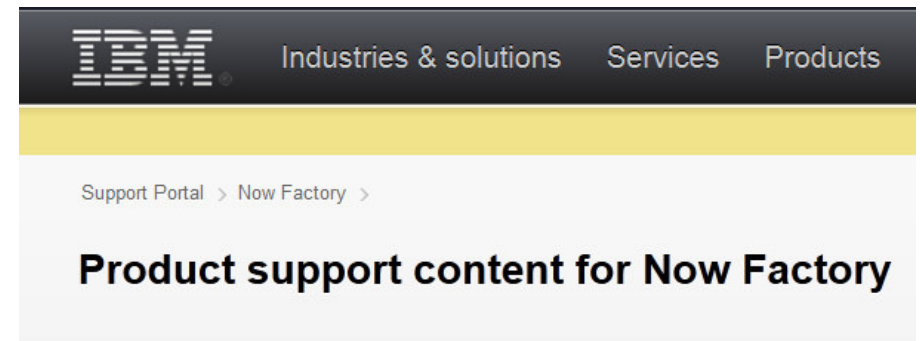 IBM® Industries & solutions Services Products
Support Portal > Now Factory >
Product support content for Now Factory